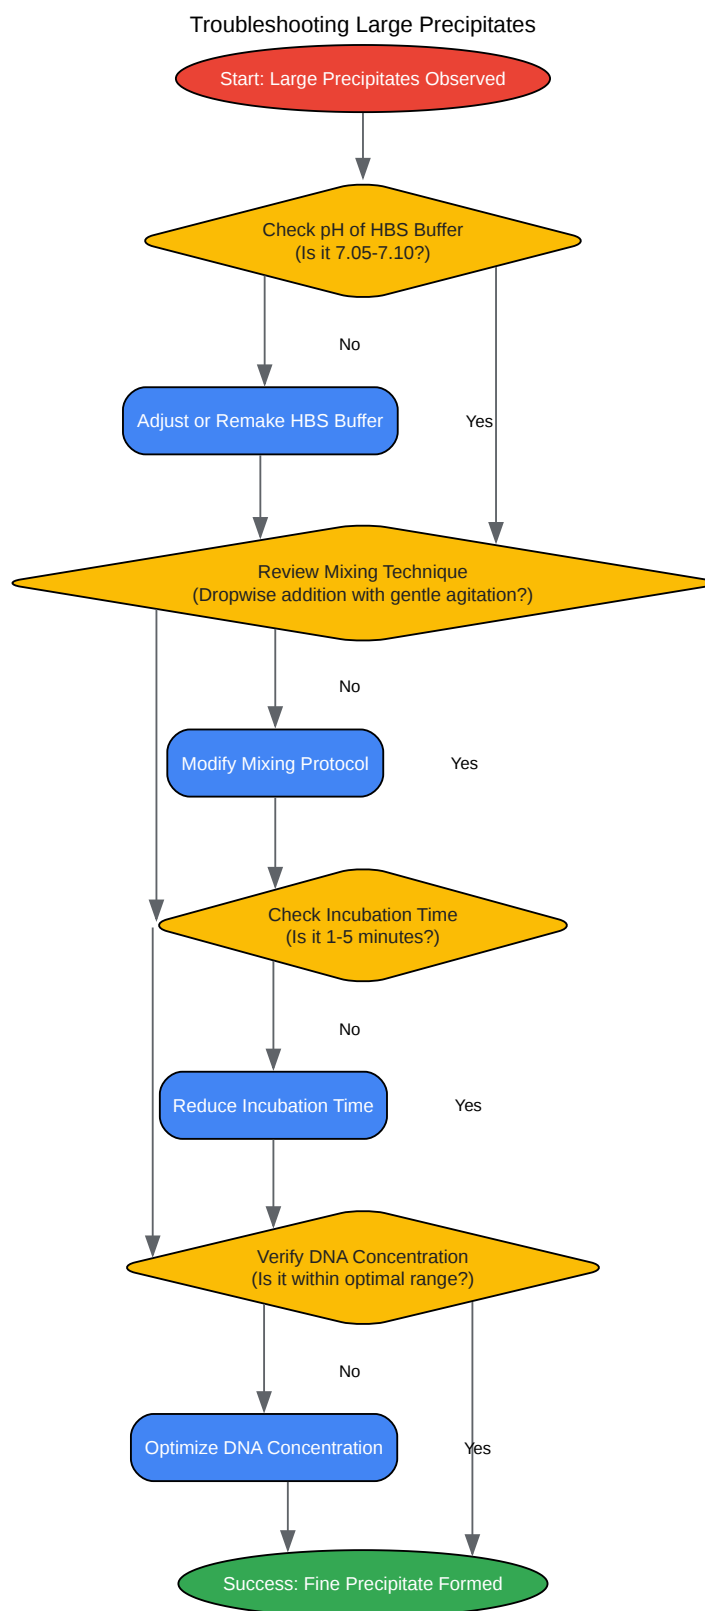 Troubleshooting Large Precipitates
Start: Large Precipitates Observed
Check pH of HBS Buffer
(Is it 7.05-7.10?)
No
Adjust or Remake HBS Buffer
Yes
Review Mixing Technique
(Dropwise addition with gentle agitation?)
No
Modify Mixing Protocol
Yes
Check Incubation Time
(Is it 1-5 minutes?)
No
Reduce Incubation Time
Yes
Verify DNA Concentration
(Is it within optimal range?)
No
Optimize DNA Concentration
Yes
Success: Fine Precipitate Formed